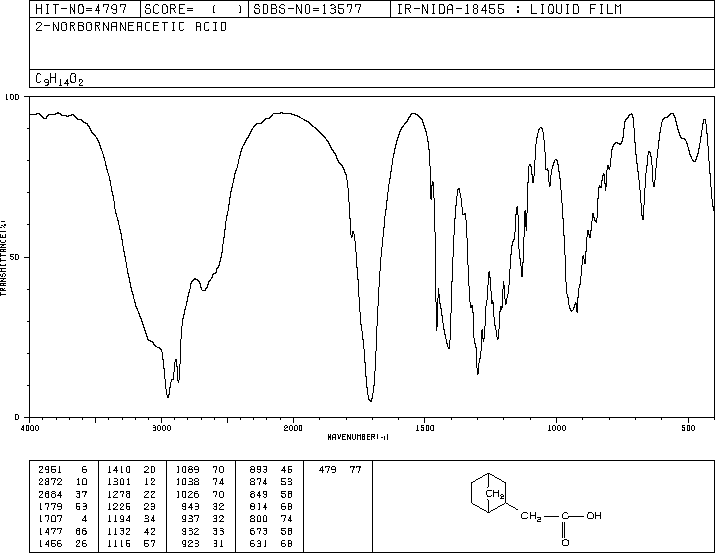 HIT-NO=4797 SCORE= ( ) SDBS-NO=13577 IR-NIDA-18455 : LIQUID FILM
2-NORBORNANEACETIC ACID
C9H14O2
100
50
0
TRANSMITTANCE(%)
4000 3000 2000 1500 1000 500
WAVENUMBER(-1)
2951 6 1410 20 1089 70 893 46 479 77
2872 10 1301 12 1038 74 874 53
2684 37 1278 22 1026 70 849 58
1779 53 1225 23 943 32 814 68
1707 4 1194 34 937 32 800 74
1477 66 1132 42 932 33 673 58
1456 26 1116 57 923 31 631 68
CH2
CH2 C OH
O